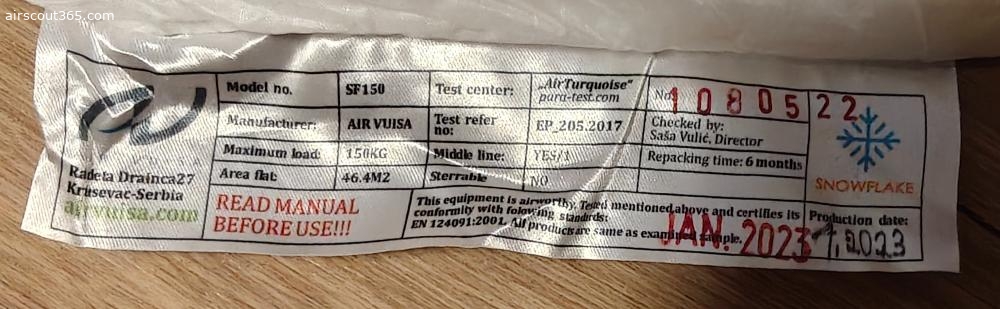 airscout365.com
Model no.
SF150
Test center:
„AirTurquoise“
para-test.com
No
1080522
Manufacturer:
AIR VUISA
Test refer
no:
EP_205.2017
Checked by:
Saša Vulić, Director
Maximum load:
150KG
Middle line:
YES/1
Repacking time: 6 months
Area flat:
46.4M2
Sterrable
NO
SNOWFLAKE
Radeta Drainca27
Krusevac-Serbia
airvuisa.com
READ MANUAL
BEFORE USE!!!
This equipment is airworthy. Tested mentioned above and certifies its
conformity with folowing standards:
EN 124091:2001. All products are same as examined sample.
JAN. 2023
Production date:
1,2023